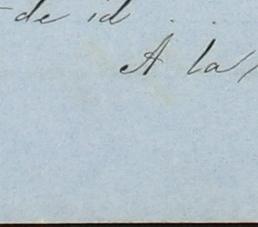 -de id . .
A la